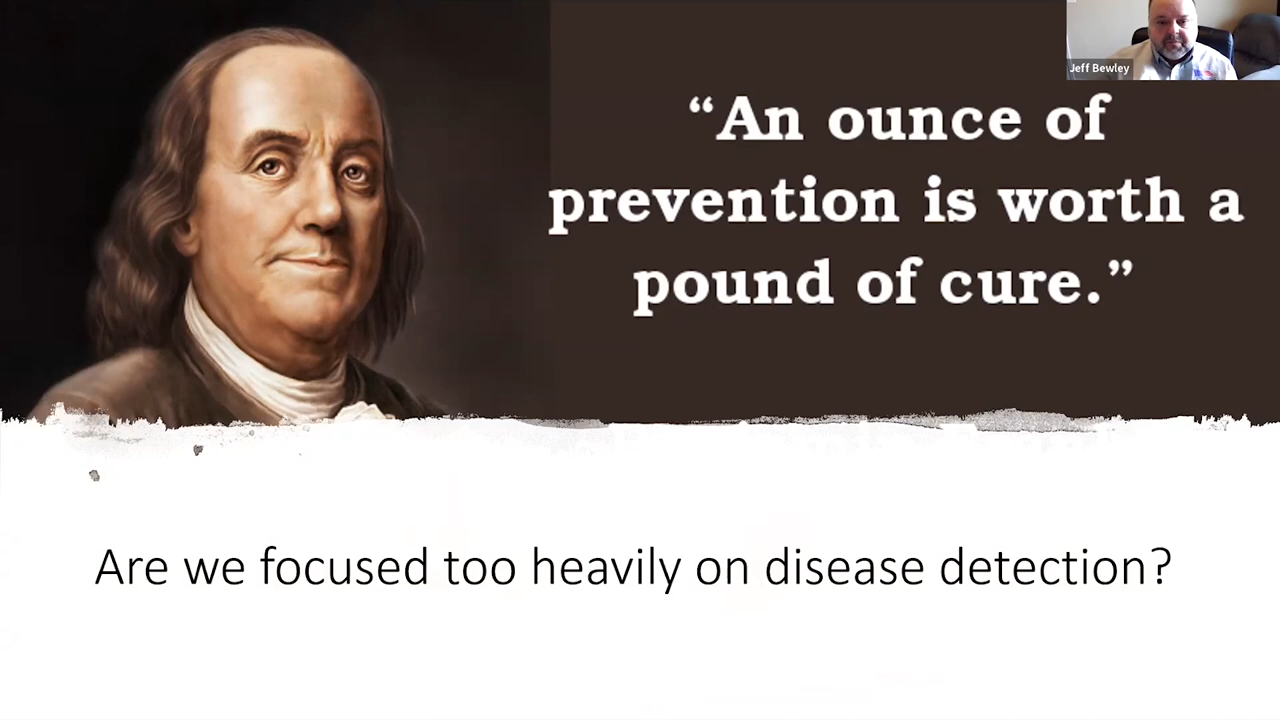 Jeff Bewley
“An ounce of
prevention is worth a
pound of cure.”
Are we focused too heavily on disease detection?